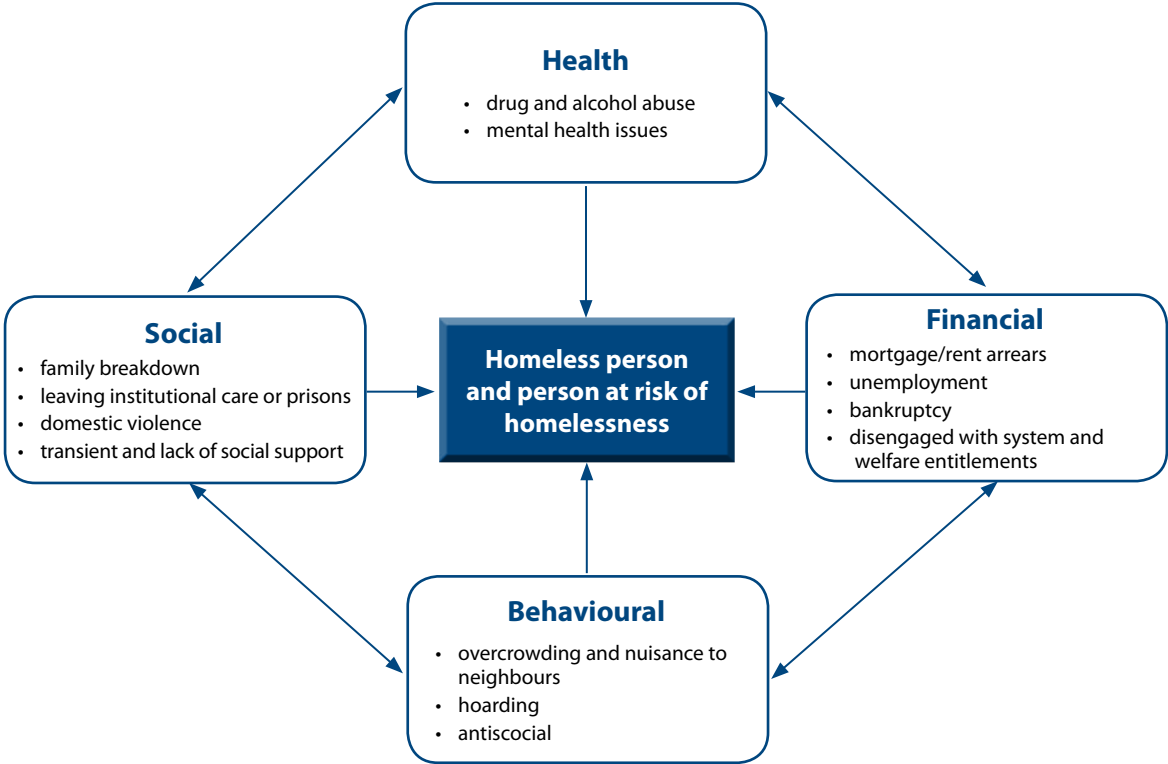 Health
• drug and alcohol abuse
• mental health issues
Social
• family breakdown
• leaving institutional care or prisons
• domestic violence
• transient and lack of social support
Homeless person
and person at risk of
homelessness
Financial
• mortgage/rent arrears
• unemployment
• bankruptcy
• disengaged with system and
welfare entitlements
Behavioural
• overcrowding and nuisance to
neighbours
• hoarding
• antiscocial